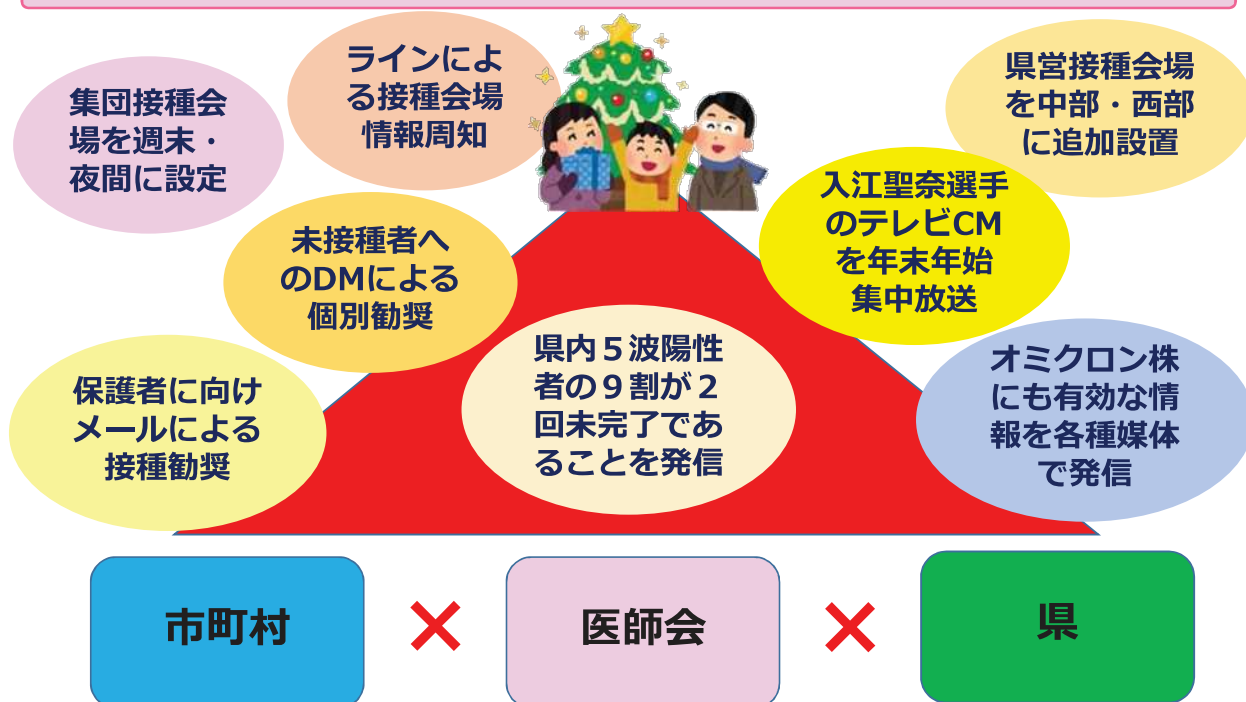 集団接種会
場を週末・
夜間に設定
ラインによ
る接種会場
情報周知
県営接種会場
を中部・西部
に追加設置
未接種者へ
のDMによる
個別勧奨
入江聖奈選手
のテレビCM
を年末年始
集中放送
保護者に向け
メールによる
接種勧奨
県内５波陽性
者の９割が２
回未完了であ
ることを発信
オミクロン株
にも有効な情
報を各種媒体
で発信
市町村 × 医師会 × 県